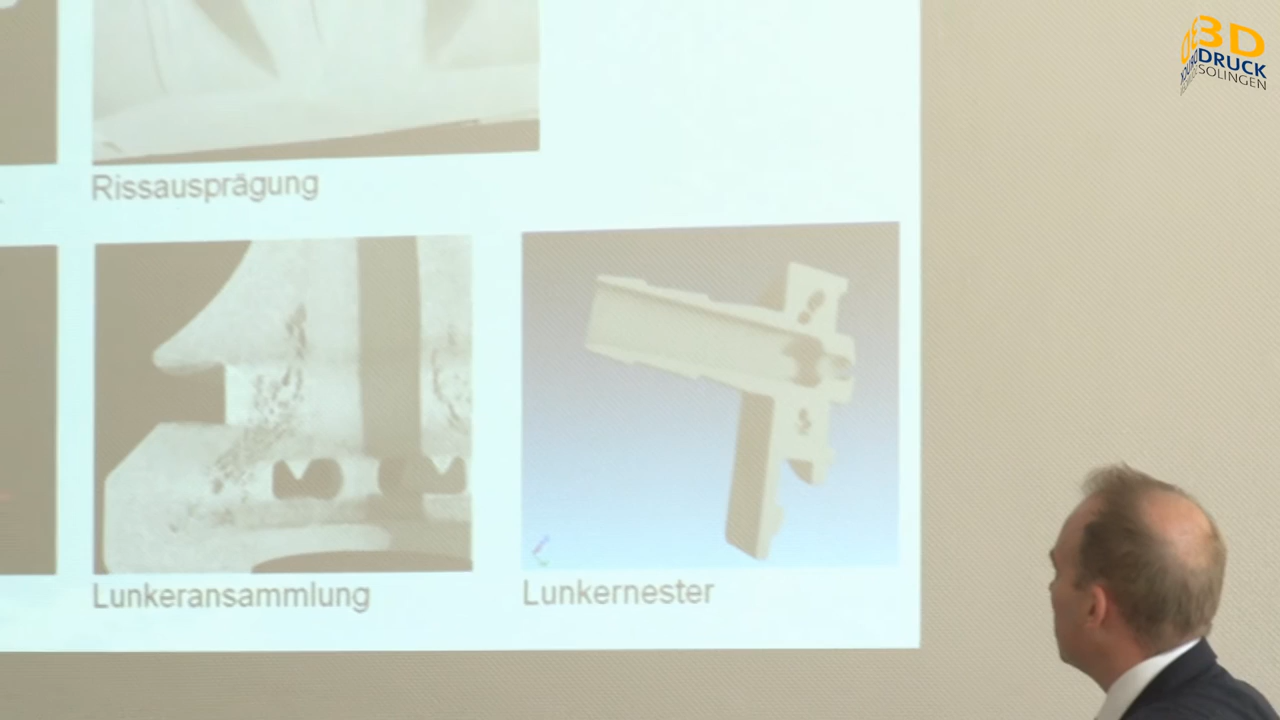 3D
DRUCK
SOLINGEN
Rissausprägung
Lunkeransammlung
Lunkernester